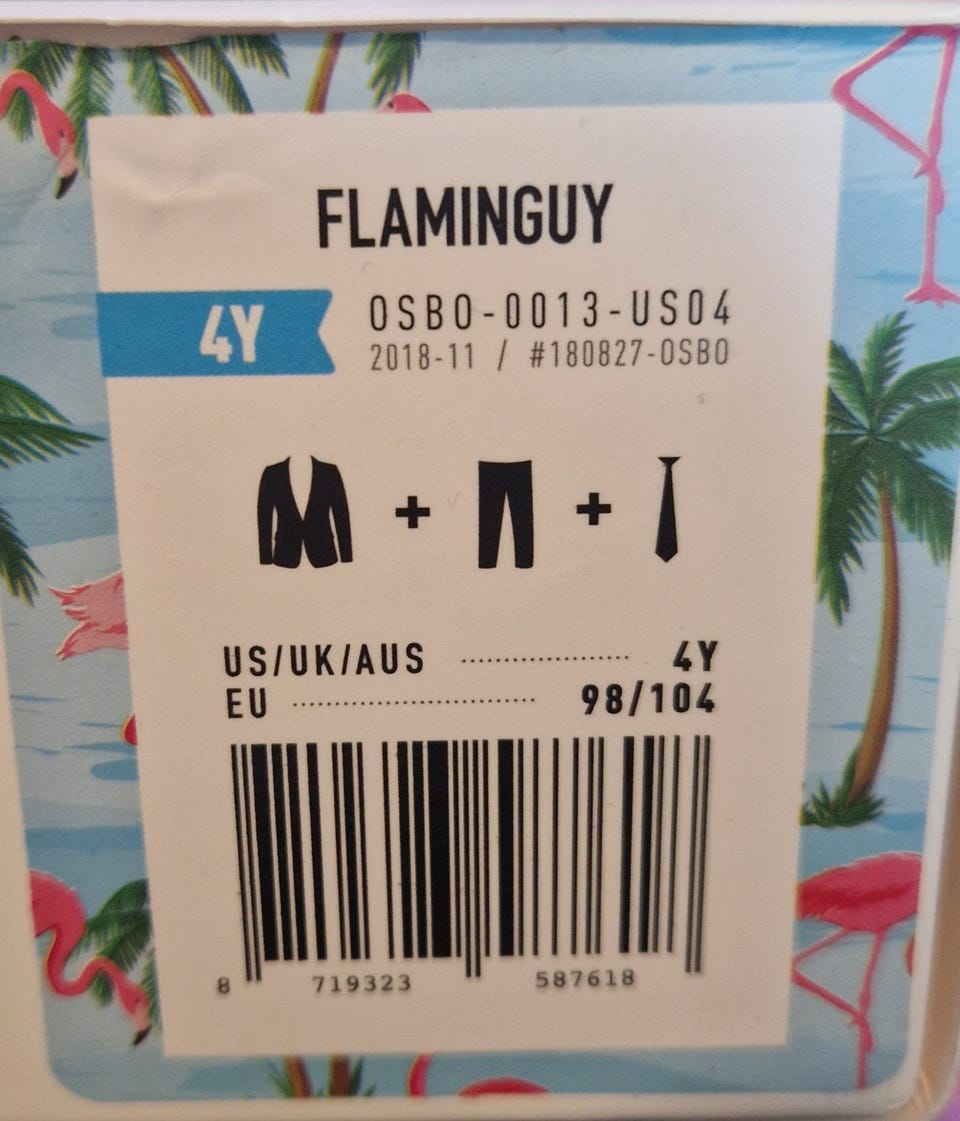 FLAMINGUY
4Y
OSBO-0013-US04
2018-11 / #180827-OSBO
+ +
US/UK/AUS .................... 4Y
EU ............................ 98/104
8 719323 587618